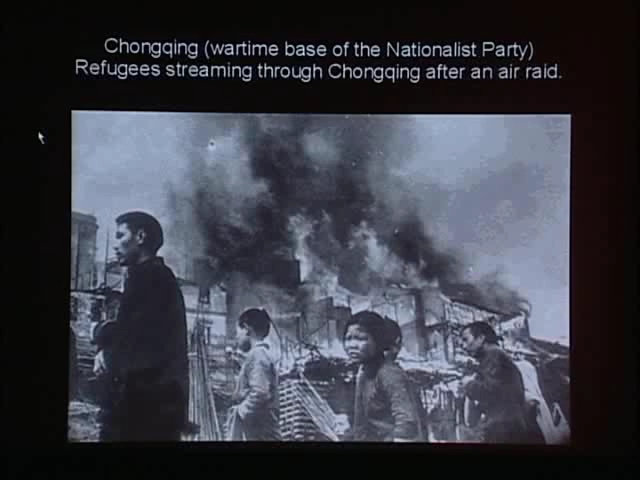 Chongqing (wartime base of the Nationalist Party)
Refugees streaming through Chongqing after an air raid.